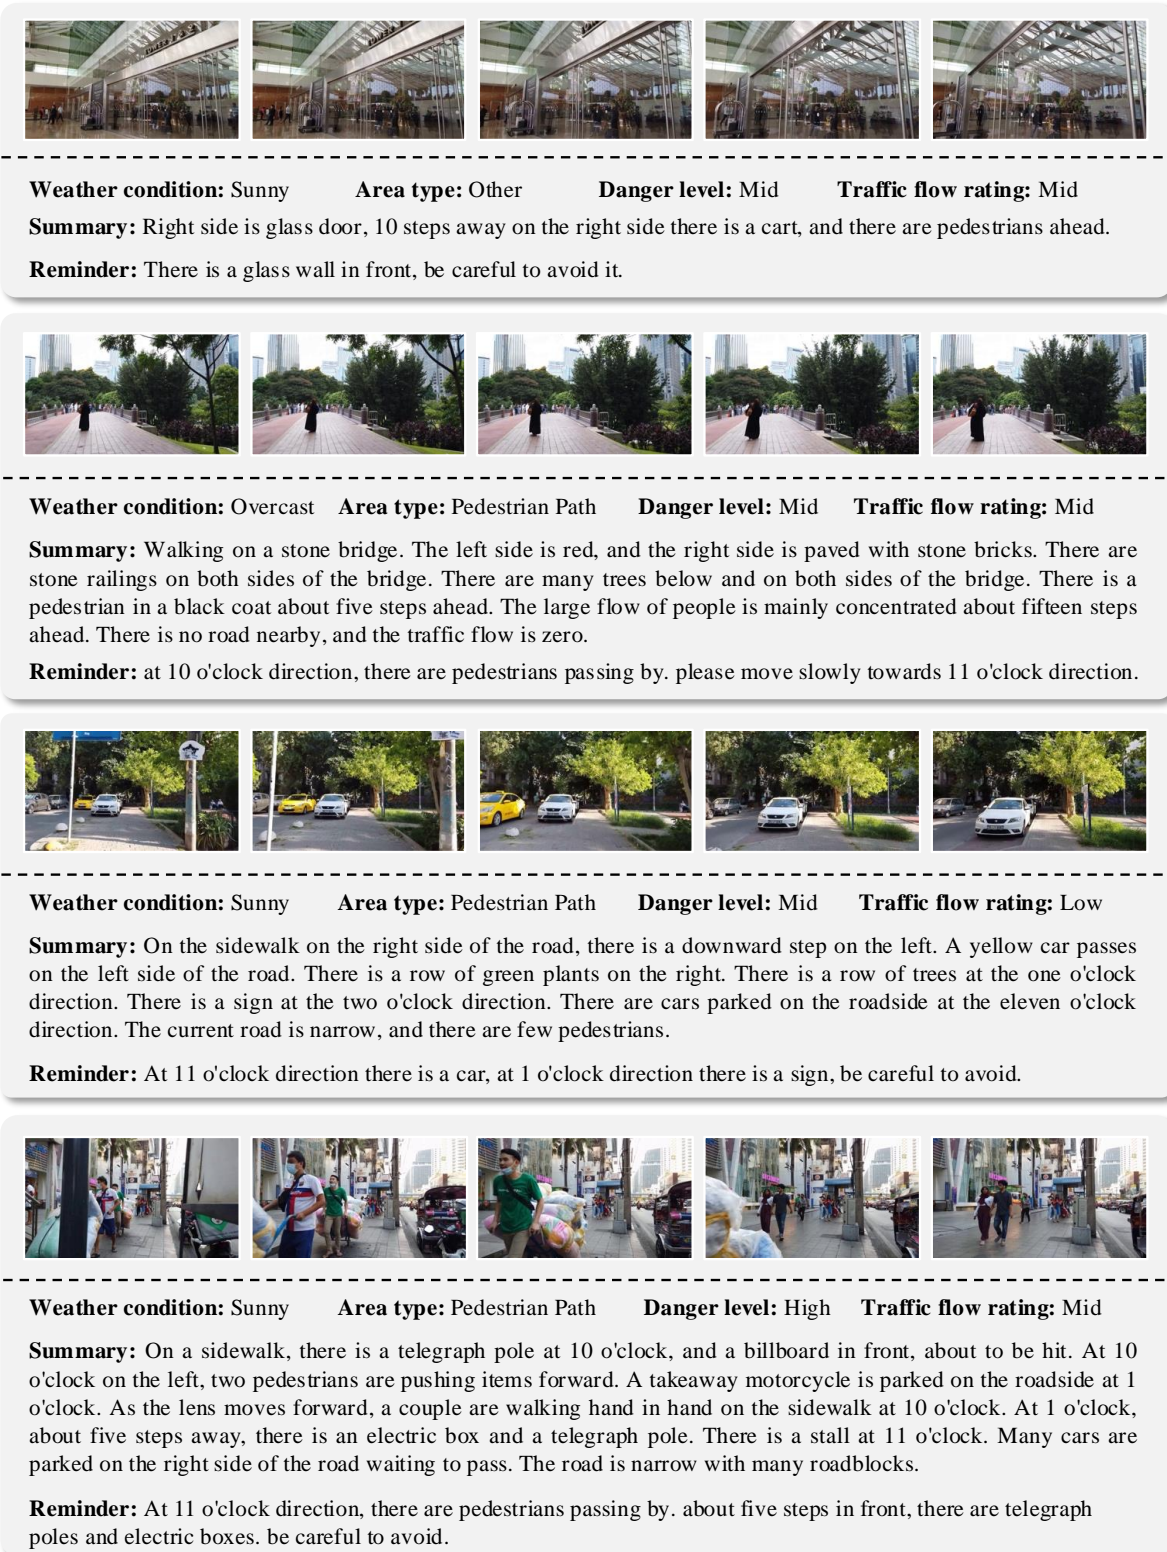 Weather condition: Sunny Area type: Other Danger level: Mid Traffic flow rating: Mid
Summary: Right side is glass door, 10 steps away on the right side there is a cart, and there are pedestrians ahead.
Reminder: There is a glass wall in front, be careful to avoid it.
Weather condition: Overcast Area type: Pedestrian Path Danger level: Mid Traffic flow rating: Mid
Summary: Walking on a stone bridge. The left side is red, and the right side is paved with stone bricks. There are
stone railings on both sides of the bridge. There are many trees below and on both sides of the bridge. There is a
pedestrian in a black coat about five steps ahead. The large flow of people is mainly concentrated about fifteen steps
ahead. There is no road nearby, and the traffic flow is zero.
Reminder: at 10 o'clock direction, there are pedestrians passing by. please move slowly towards 11 o'clock direction.
Weather condition: Sunny Area type: Pedestrian Path Danger level: Mid Traffic flow rating: Low
Summary: On the sidewalk on the right side of the road, there is a downward step on the left. A yellow car passes
on the left side of the road. There is a row of green plants on the right. There is a row of trees at the one o'clock
direction. There is a sign at the two o'clock direction. There are cars parked on the roadside at the eleven o'clock
direction. The current road is narrow, and there are few pedestrians.
Reminder: At 11 o'clock direction there is a car, at 1 o'clock direction there is a sign, be careful to avoid.
Weather condition: Sunny Area type: Pedestrian Path Danger level: High Traffic flow rating: Mid
Summary: On a sidewalk, there is a telegraph pole at 10 o'clock, and a billboard in front, about to be hit. At 10
o'clock on the left, two pedestrians are pushing items forward. A takeaway motorcycle is parked on the roadside at 1
o'clock. As the lens moves forward, a couple are walking hand in hand on the sidewalk at 10 o'clock. At 1 o'clock,
about five steps away, there is an electric box and a telegraph pole. There is a stall at 11 o'clock. Many cars are
parked on the right side of the road waiting to pass. The road is narrow with many roadblocks.
Reminder: At 11 o'clock direction, there are pedestrians passing by. about five steps in front, there are telegraph
poles and electric boxes. be careful to avoid.